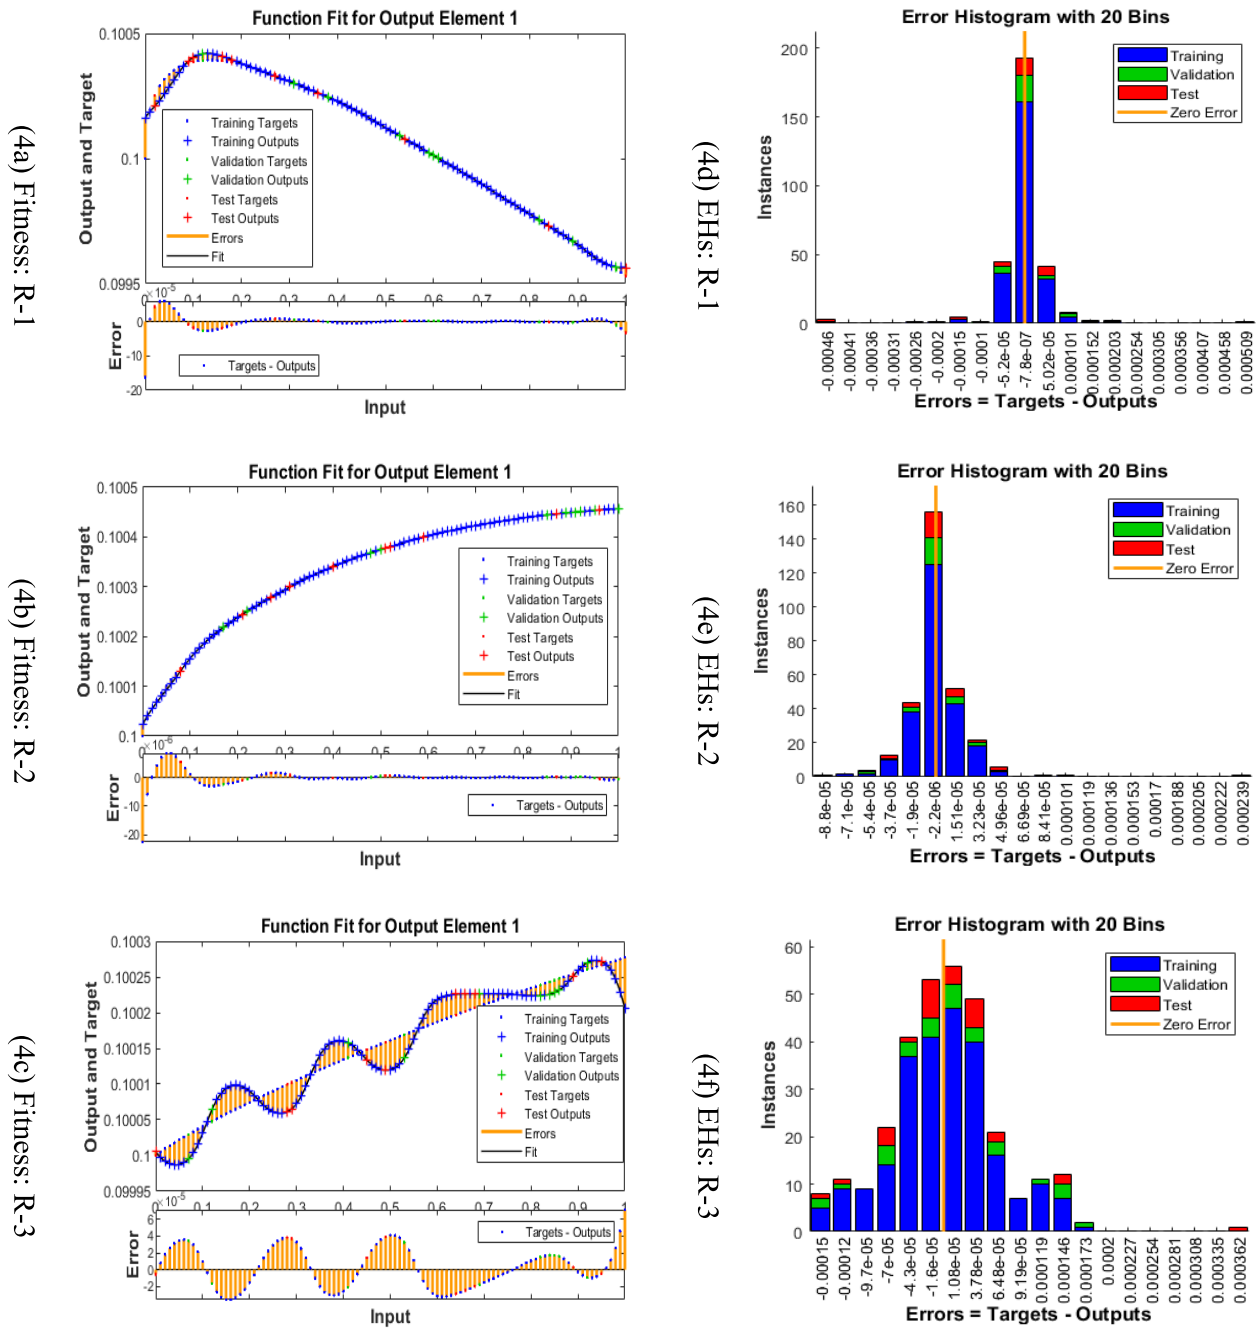 (4a) Fitness: R-1
Function Fit for Output Element 1
Output and Target
0.1005
0.1
0.0995
Training Targets
Training Outputs
Validation Targets
Validation Outputs
Test Targets
Test Outputs
Errors
Fit
0 0.1 0.2 0.3 0.4 0.5 0.6 0.7 0.8 0.9 1
×10^-5
Error
0
-10
-20
Targets - Outputs
Input
(4d) EHs: R-1
Error Histogram with 20 Bins
Instances
200
150
100
50
0
Training
Validation
Test
Zero Error
-0.00046
-0.00041
-0.00036
-0.00031
-0.00026
-0.0002
-0.00015
-0.0001
-5.2e-05
-7.8e-07
5.02e-05
0.000101
0.000152
0.000203
0.000254
0.000305
0.000356
0.000407
0.000458
0.000509
Errors = Targets - Outputs
(4b) Fitness: R-2
Function Fit for Output Element 1
Output and Target
0.1005
0.1004
0.1003
0.1002
0.1001
0.1
Training Targets
Training Outputs
Validation Targets
Validation Outputs
Test Targets
Test Outputs
Errors
Fit
0 0.1 0.2 0.3 0.4 0.5 0.6 0.7 0.8 0.9 1
×10^-6
Error
0
-10
-20
Targets - Outputs
Input
(4e) EHs: R-2
Error Histogram with 20 Bins
Instances
160
140
120
100
80
60
40
20
0
Training
Validation
Test
Zero Error
-8.8e-05
-7.1e-05
-5.4e-05
-3.7e-05
-1.9e-05
-2.2e-06
1.51e-05
3.23e-05
4.96e-05
6.69e-05
8.41e-05
0.000101
0.000119
0.000136
0.000153
0.00017
0.000188
0.000205
0.000222
0.000239
Errors = Targets - Outputs
(4c) Fitness: R-3
Function Fit for Output Element 1
Output and Target
0.1003
0.10025
0.1002
0.10015
0.1001
0.10005
0.1
0.09995
Training Targets
Training Outputs
Validation Targets
Validation Outputs
Test Targets
Test Outputs
Errors
Fit
0 0.1 0.2 0.3 0.4 0.5 0.6 0.7 0.8 0.9 1
×10^-5
Error
6
4
2
0
-2
Targets - Outputs
Input
(4f) EHs: R-3
Error Histogram with 20 Bins
Instances
60
50
40
30
20
10
0
Training
Validation
Test
Zero Error
-0.00015
-0.00012
-9.7e-05
-7e-05
-4.3e-05
-1.6e-05
1.08e-05
3.78e-05
6.48e-05
9.19e-05
0.000119
0.000146
0.000173
0.0002
0.000227
0.000254
0.000281
0.000308
0.000335
0.000362
Errors = Targets - Outputs